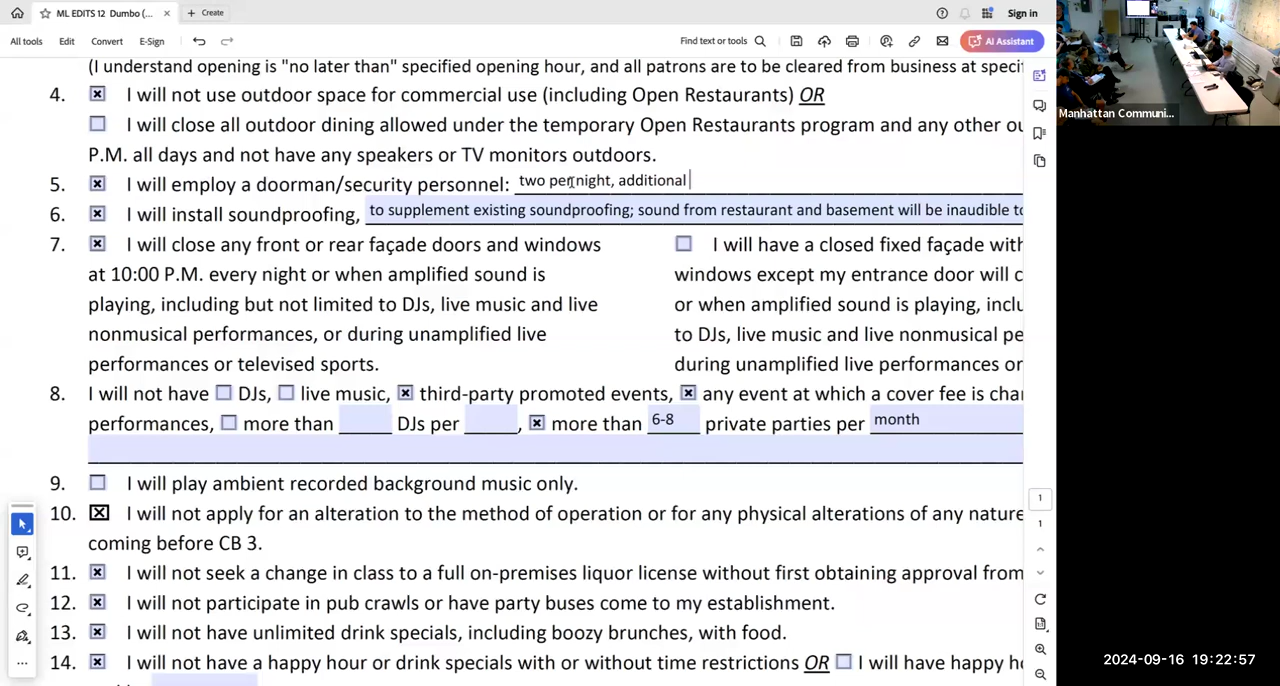 ML EDITS 12 Dumbo (...
Create
Sign in
All tools Edit Convert E-Sign
Find text or tools
AI Assistant
(I understand opening is "no later than" specified opening hour, and all patrons are to be cleared from business at specif
4. I will not use outdoor space for commercial use (including Open Restaurants) OR
I will close all outdoor dining allowed under the temporary Open Restaurants program and any other ou
P.M. all days and not have any speakers or TV monitors outdoors.
5. I will employ a doorman/security personnel: two per night, additional
6. I will install soundproofing, to supplement existing soundproofing; sound from restaurant and basement will be inaudible to
7. I will close any front or rear façade doors and windows
at 10:00 P.M. every night or when amplified sound is
playing, including but not limited to DJs, live music and live
nonmusical performances, or during unamplified live
performances or televised sports.
I will have a closed fixed façade with
windows except my entrance door will c
or when amplified sound is playing, inclu
to DJs, live music and live nonmusical pe
during unamplified live performances or
8. I will not have DJs, live music, third-party promoted events, any event at which a cover fee is char
performances, more than ___ DJs per ___, more than 6-8 private parties per month
9. I will play ambient recorded background music only.
10. I will not apply for an alteration to the method of operation or for any physical alterations of any nature
coming before CB 3.
11. I will not seek a change in class to a full on-premises liquor license without first obtaining approval from
12. I will not participate in pub crawls or have party buses come to my establishment.
13. I will not have unlimited drink specials, including boozy brunches, with food.
14. I will not have a happy hour or drink specials with or without time restrictions OR I will have happy ho
1
1
Manhattan Communi...
2024-09-16 19:22:57